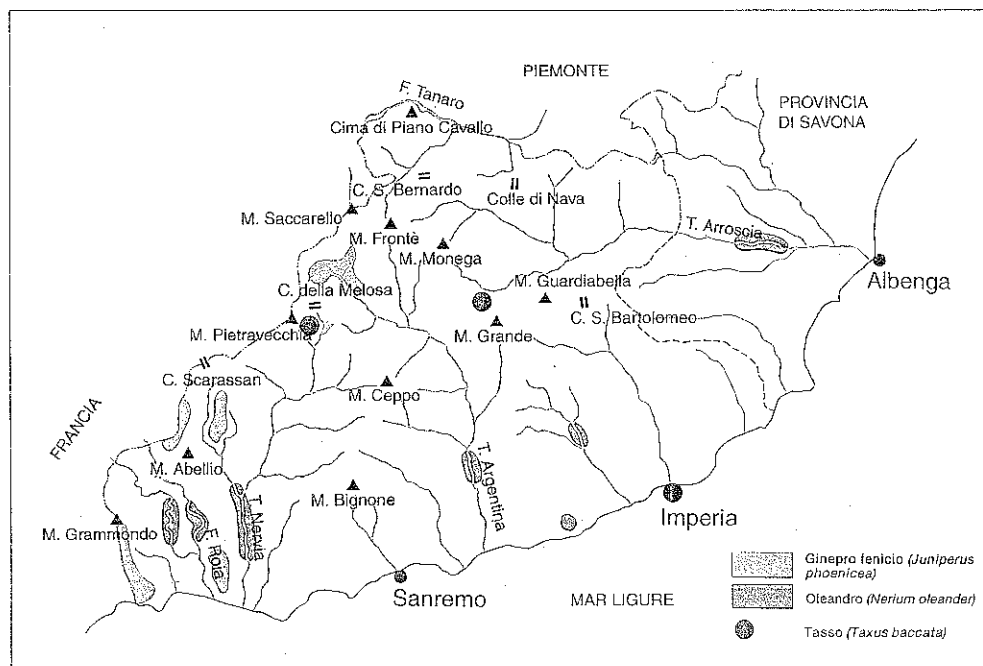 PIEMONTE
PROVINCIA
DI SAVONA
F. Tanaro
Cima di Piano Cavallo
C. S. Bernardo
Colle di Nava
M. Saccarello
M. Frontè
M. Monega
T. Arroscia
Albenga
C. della Melosa
M. Guardiabella
C. S. Bartolomeo
M. Pietravecchia
M. Grande
C. Scarassan
M. Ceppo
FRANCIA
M. Abellio
T. Argentina
M. Bignone
T. Nervia
M. Grammondo
F. Roia
Imperia
Sanremo
MAR LIGURE
Ginepro fenicio (Juniperus
phoenicea)
Oleandro (Nerium oleander)
Tasso (Taxus baccata)